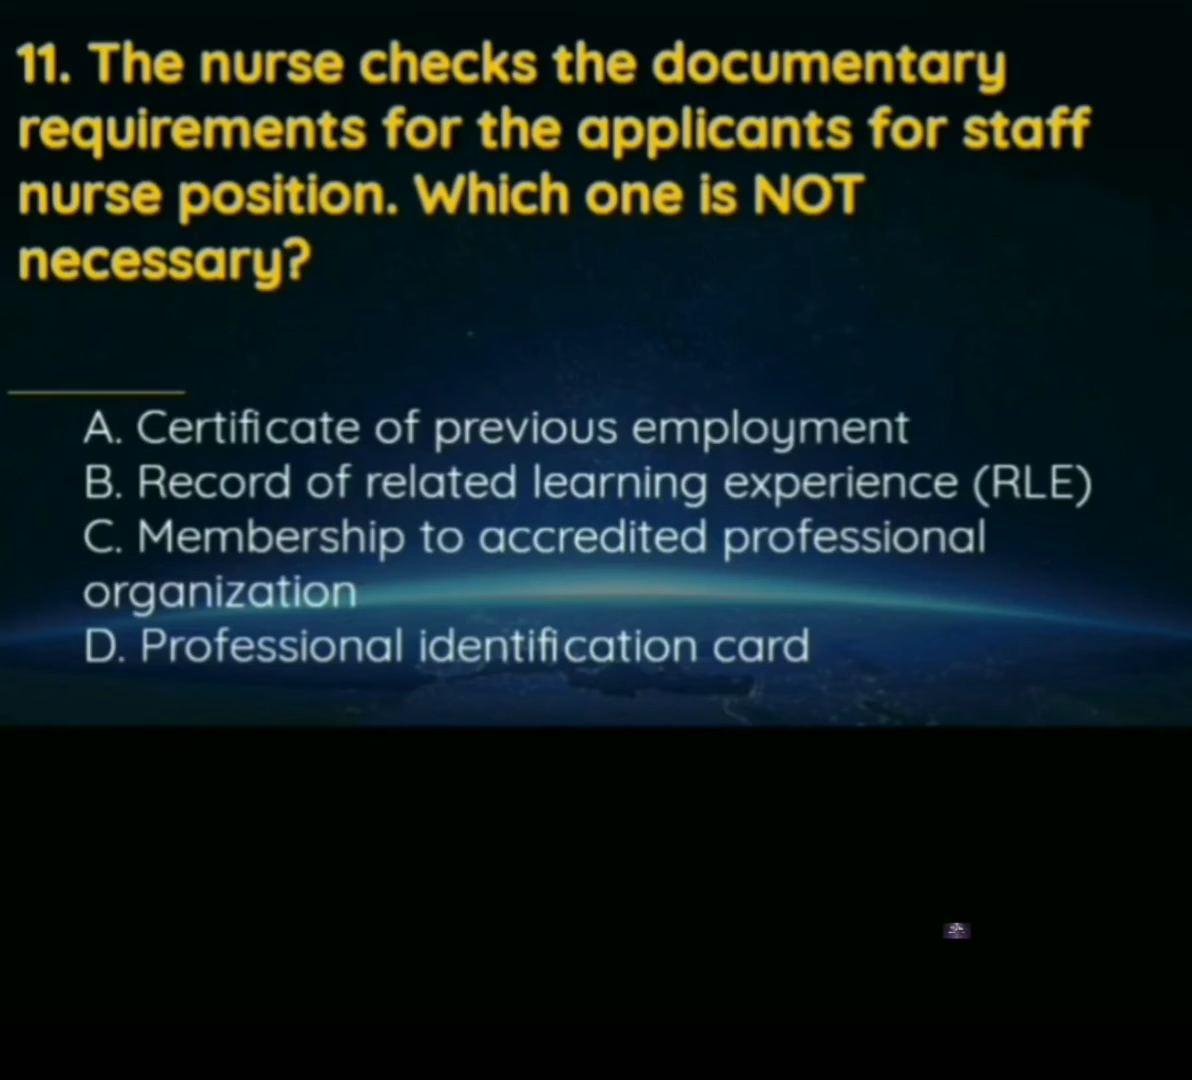 11. The nurse checks the documentary
requirements for the applicants for staff
nurse position. Which one is NOT
necessary?
A. Certificate of previous employment
B. Record of related learning experience (RLE)
C. Membership to accredited professional
organization
D. Professional identification card